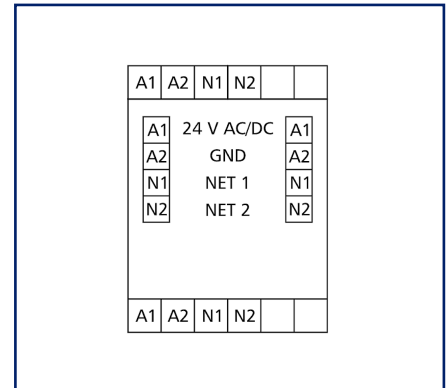 A1 A2 N1 N2
A1 24 V AC/DC A1
A2 GND A2
N1 NET 1 N1
N2 NET 2 N2
A1 A2 N1 N2